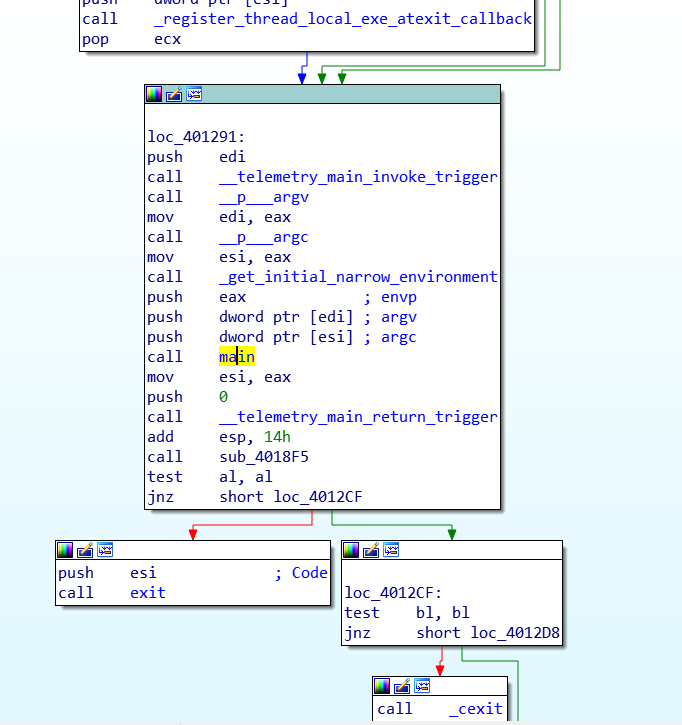 push    dword ptr [esi]
call    _register_thread_local_exe_atexit_callback
pop     ecx
loc_401291:
push    edi
call    __telemetry_main_invoke_trigger
call    __p___argv
mov     edi, eax
call    __p___argc
mov     esi, eax
call    _get_initial_narrow_environment
push    eax             ; envp
push    dword ptr [edi] ; argv
push    dword ptr [esi] ; argc
call    main
mov     esi, eax
push    0
call    __telemetry_main_return_trigger
add     esp, 14h
call    sub_4018F5
test    al, al
jnz     short loc_4012CF
push    esi             ; Code
call    exit
loc_4012CF:
test    bl, bl
jnz     short loc_4012D8
call    _cexit